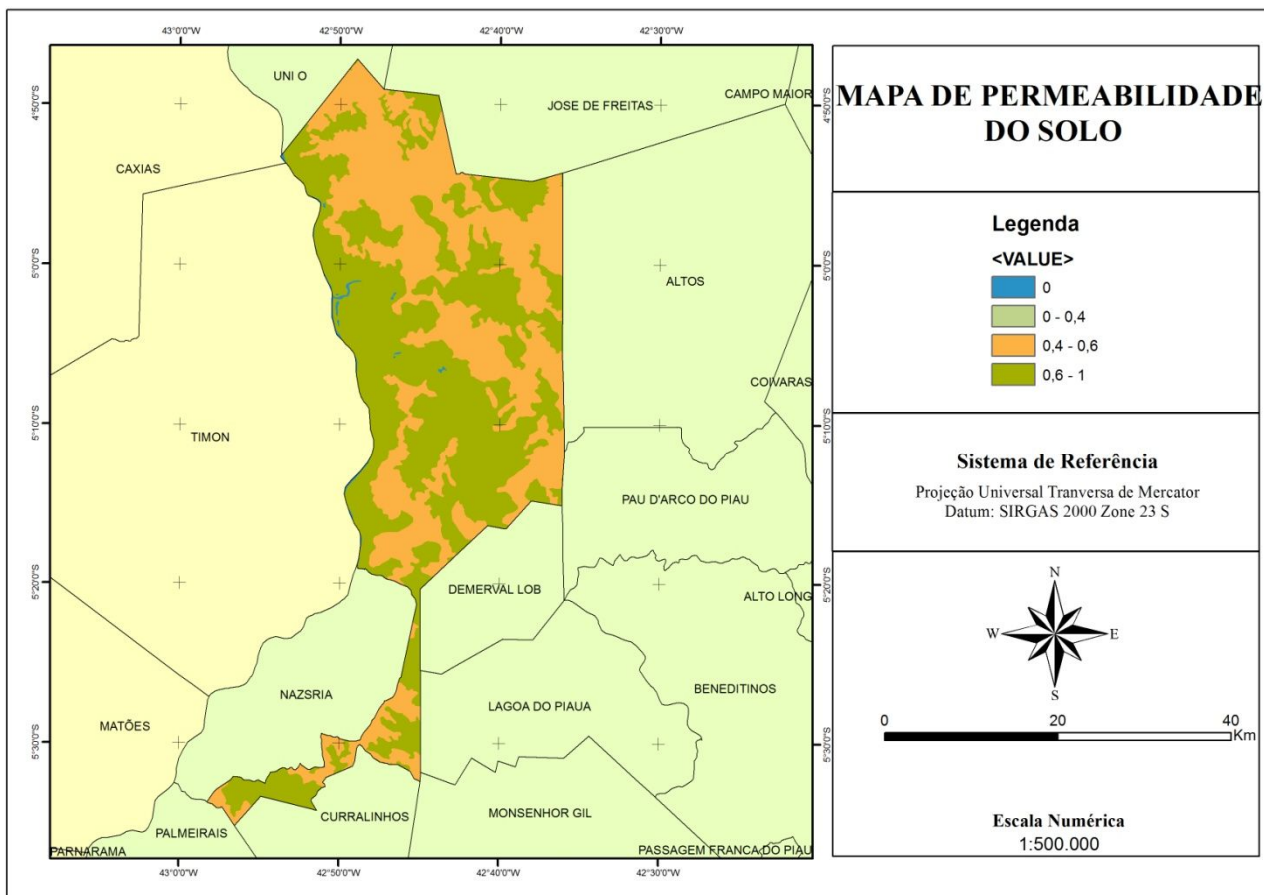 43°0'0"W
42°50'0"W
42°40'0"W
42°30'0"W
4°50'0"S
5°0'0"S
5°10'0"S
5°20'0"S
5°30'0"S
UNI O
JOSE DE FREITAS
CAMPO MAIOR
CAXIAS
ALTOS
COIVARAS
TIMON
PAU D'ARCO DO PIAU
DEMERVAL LOB
ALTO LONG
NAZSRIA
BENEDITINOS
LAGOA DO PIAUA
MATÕES
MONSENHOR GIL
CURRALINHOS
PALMEIRAIS
PARNARAMA
PASSAGEM FRANCA DO PIAU
4°50'0"S
5°0'0"S
5°10'0"S
5°20'0"S
5°30'0"S
43°0'0"W
42°50'0"W
42°40'0"W
42°30'0"W
MAPA DE PERMEABILIDADE
DO SOLO
Legenda
<VALUE>
0
0 - 0,4
0,4 - 0,6
0,6 - 1
Sistema de Referência
Projeção Universal Tranversa de Mercator
Datum: SIRGAS 2000 Zone 23 S
N
W
E
S
0 20 40
Km
Escala Numérica
1:500.000